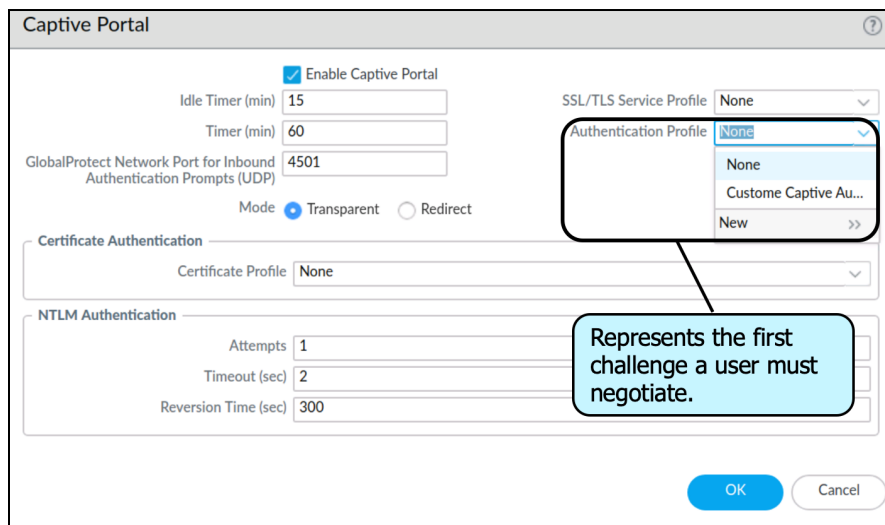 Captive Portal
Enable Captive Portal
Idle Timer (min) 15
SSL/TLS Service Profile None
Timer (min) 60
Authentication Profile None
GlobalProtect Network Port for Inbound
Authentication Prompts (UDP) 4501
None
Custome Captive Au...
New
Mode Transparent Redirect
Certificate Authentication
Certificate Profile None
NTLM Authentication
Attempts 1
Timeout (sec) 2
Reversion Time (sec) 300
Represents the first
challenge a user must
negotiate.
OK Cancel